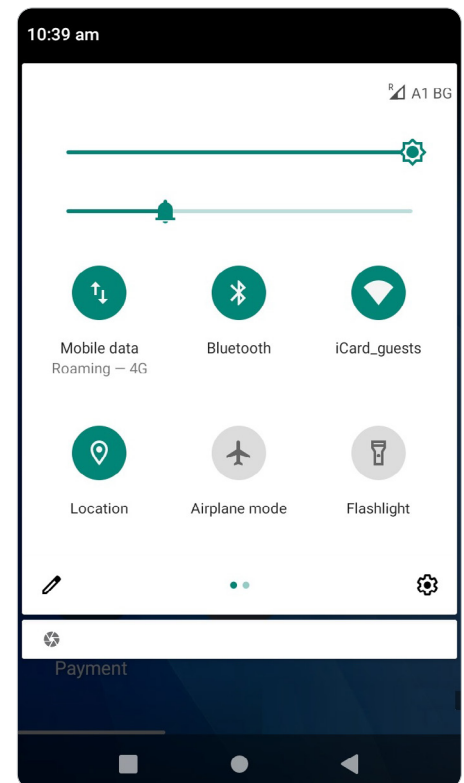 10:39 am
R A1 BG
Mobile data
Roaming — 4G
Bluetooth
iCard_guests
Location
Airplane mode
Flashlight
Payment